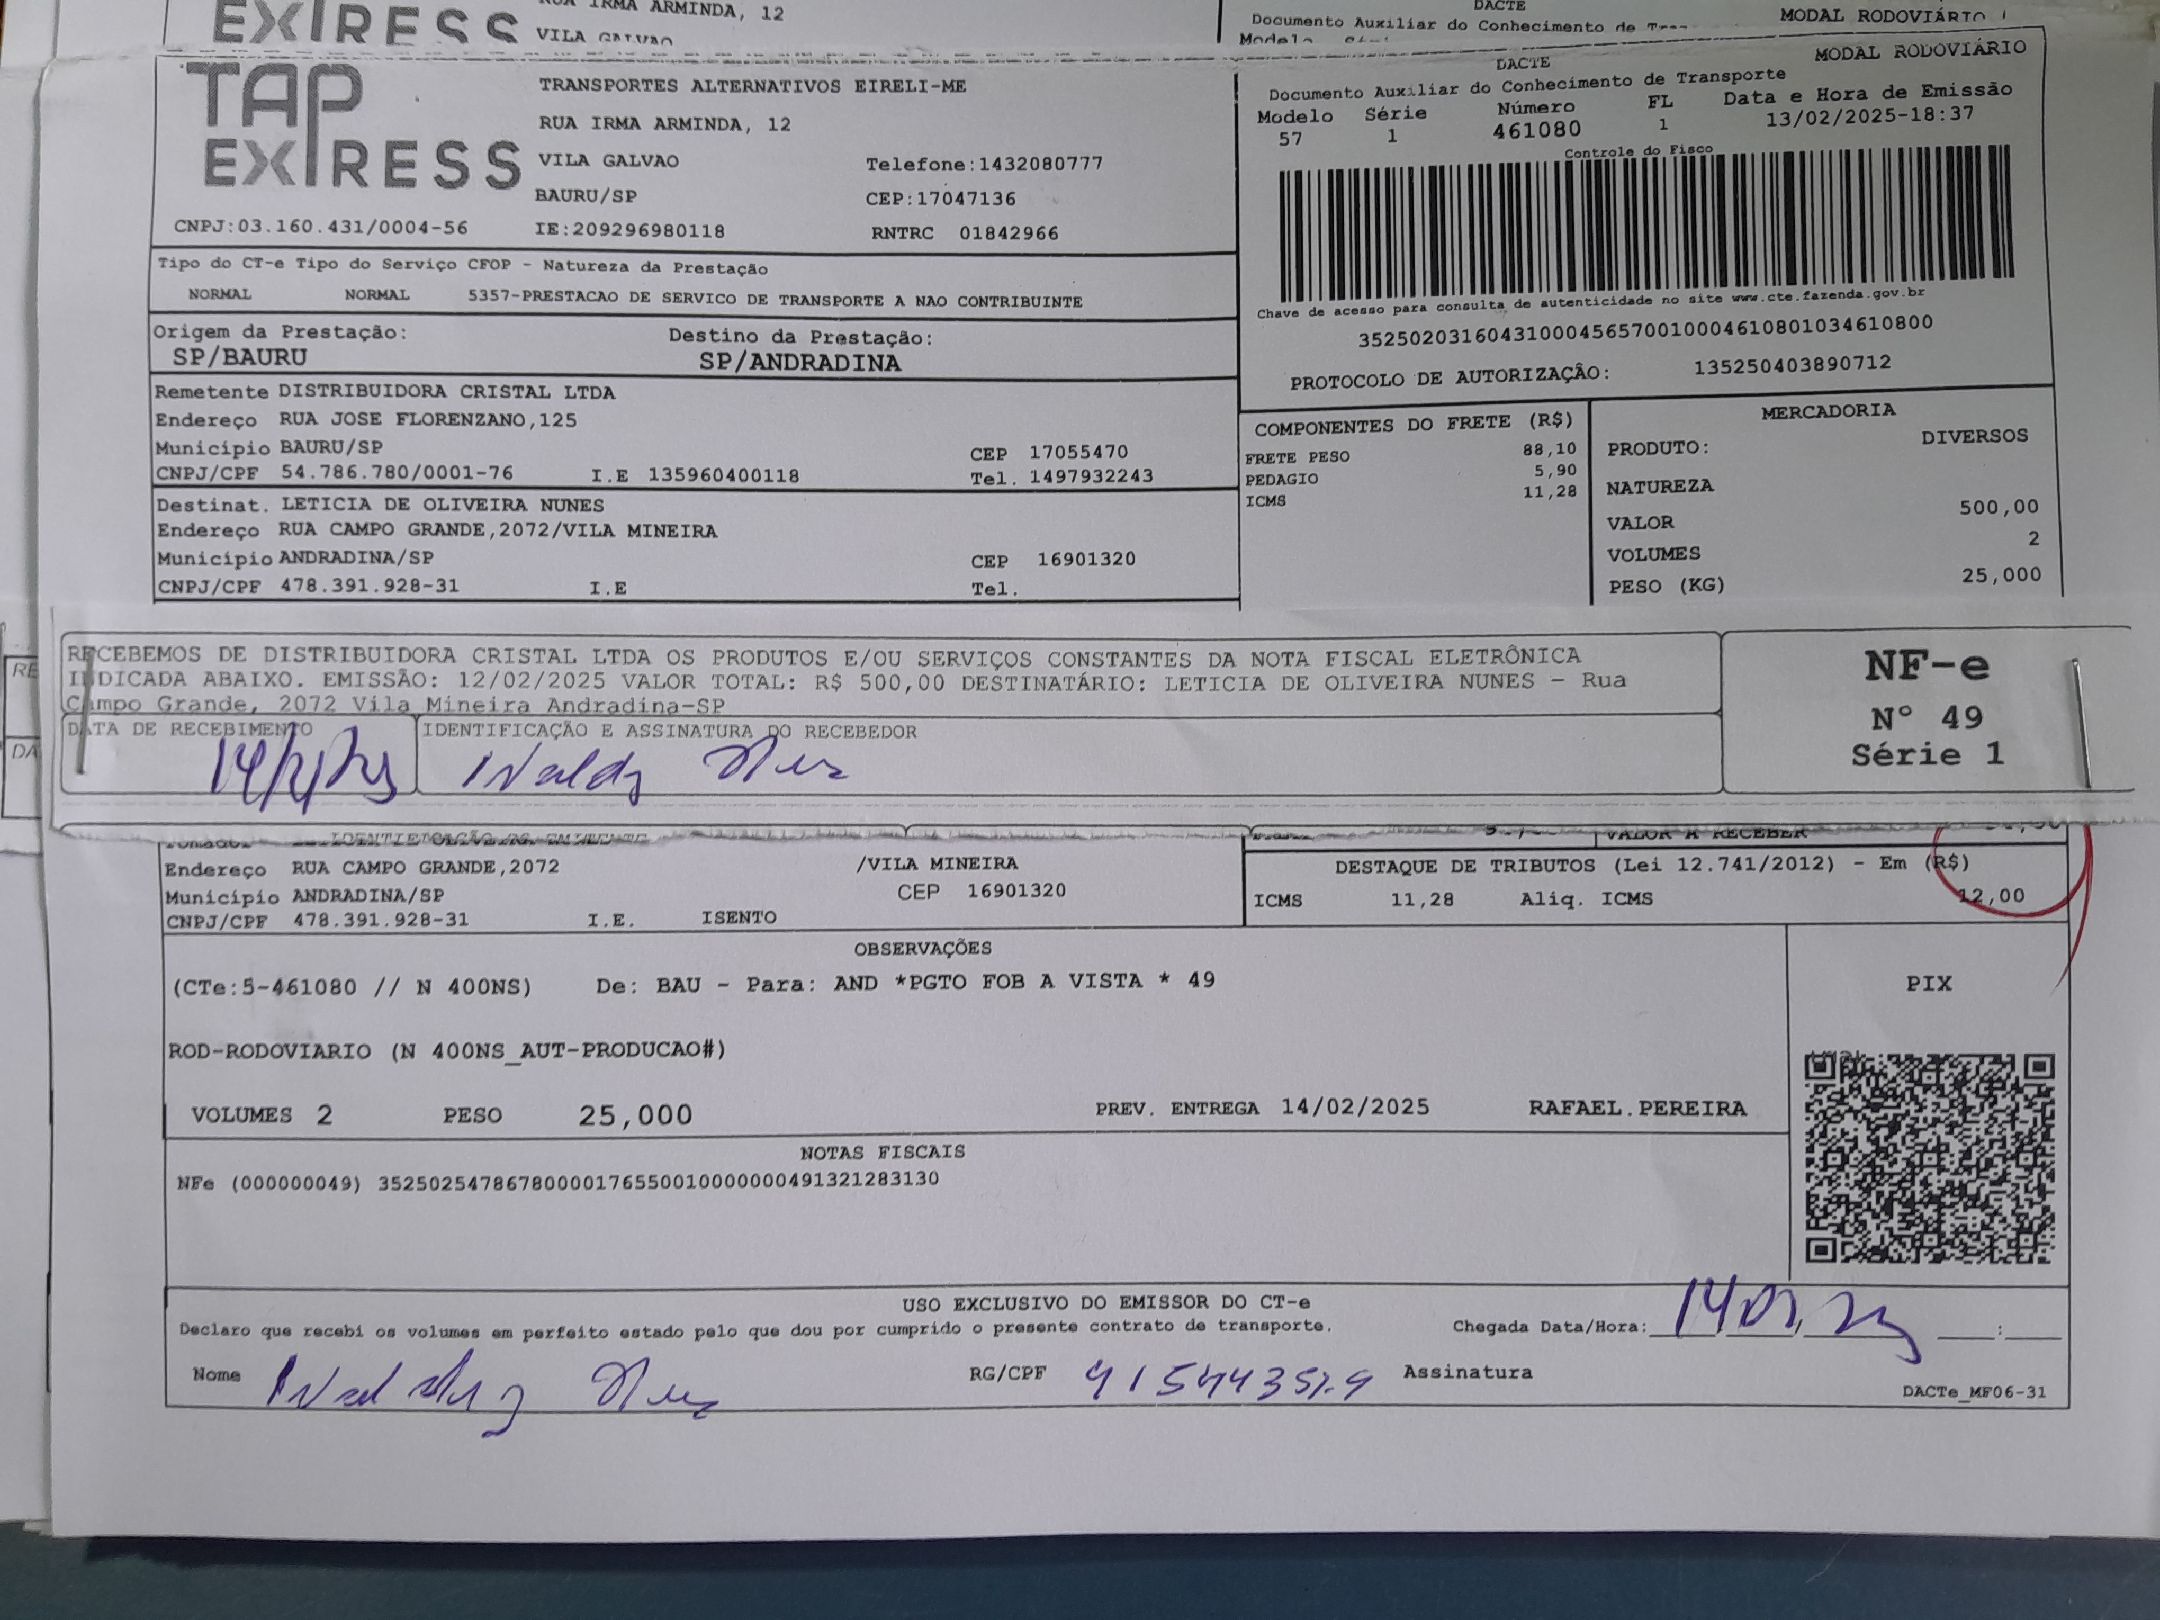 EXPRESS
RUA IRMA ARMINDA, 12
VILA GALVAO
DACTE
Documento Auxiliar do Conhecimento de
MODAL RODOVIÁRIO
Modelo
TAP
EXPRESS
TRANSPORTES ALTERNATIVOS EIRELI-ME
RUA IRMA ARMINDA, 12
VILA GALVAO Telefone:1432080777
BAURU/SP CEP:17047136
CNPJ:03.160.431/0004-56 IE:209296980118 RNTRC 01842966
DACTE
MODAL RODOVIÁRIO
Documento Auxiliar do Conhecimento de Transporte
Modelo Série Número FL Data e Hora de Emissão
57 1 461080 1 13/02/2025-18:37
Controle do Fisco
Chave de acesso para consulta de autenticidade no site www.cte.fazenda.gov.br
35250203160431000456570010004610801034610800
PROTOCOLO DE AUTORIZAÇÃO: 135250403890712
Tipo do CT-e Tipo do Serviço CFOP - Natureza da Prestação
NORMAL NORMAL 5357-PRESTACAO DE SERVICO DE TRANSPORTE A NAO CONTRIBUINTE
Origem da Prestação: Destino da Prestação:
SP/BAURU SP/ANDRADINA
Remetente DISTRIBUIDORA CRISTAL LTDA
Endereço RUA JOSE FLORENZANO,125
Município BAURU/SP CEP 17055470
CNPJ/CPF 54.786.780/0001-76 I.E 135960400118 Tel. 1497932243
Destinat. LETICIA DE OLIVEIRA NUNES
Endereço RUA CAMPO GRANDE,2072/VILA MINEIRA
Município ANDRADINA/SP CEP 16901320
CNPJ/CPF 478.391.928-31 I.E Tel.
COMPONENTES DO FRETE (R$)
FRETE PESO 88,10
PEDAGIO 5,90
ICMS 11,28
MERCADORIA
PRODUTO: DIVERSOS
NATUREZA
VALOR 500,00
VOLUMES 2
PESO (KG) 25,000
RE
DA
RECEBEMOS DE DISTRIBUIDORA CRISTAL LTDA OS PRODUTOS E/OU SERVIÇOS CONSTANTES DA NOTA FISCAL ELETRÔNICA
INDICADA ABAIXO. EMISSÃO: 12/02/2025 VALOR TOTAL: R$ 500,00 DESTINATÁRIO: LETICIA DE OLIVEIRA NUNES - Rua
Campo Grande, 2072 Vila Mineira Andradina-SP
DATA DE RECEBIMENTO IDENTIFICAÇÃO E ASSINATURA DO RECEBEDOR
NF-e
Nº 49
Série 1
IDENTIFICAÇÃO DO EMITENTE
VALOR A RECEBER
Endereço RUA CAMPO GRANDE,2072 /VILA MINEIRA
Município ANDRADINA/SP CEP 16901320
CNPJ/CPF 478.391.928-31 I.E. ISENTO
DESTAQUE DE TRIBUTOS (Lei 12.741/2012) - Em (R$)
ICMS 11,28 Aliq. ICMS 12,00
OBSERVAÇÕES
(CTe:5-461080 // N 400NS) De: BAU - Para: AND *PGTO FOB A VISTA * 49
ROD-RODOVIARIO (N 400NS_AUT-PRODUCAO#)
VOLUMES 2 PESO 25,000 PREV. ENTREGA 14/02/2025 RAFAEL.PEREIRA
PIX
NOTAS FISCAIS
NFe (000000049) 35250254786780000176550010000000491321283130
USO EXCLUSIVO DO EMISSOR DO CT-e
Declaro que recebi os volumes em perfeito estado pelo que dou por cumprido o presente contrato de transporte. Chegada Data/Hora: :
Nome RG/CPF Assinatura
DACTe_MF06-31